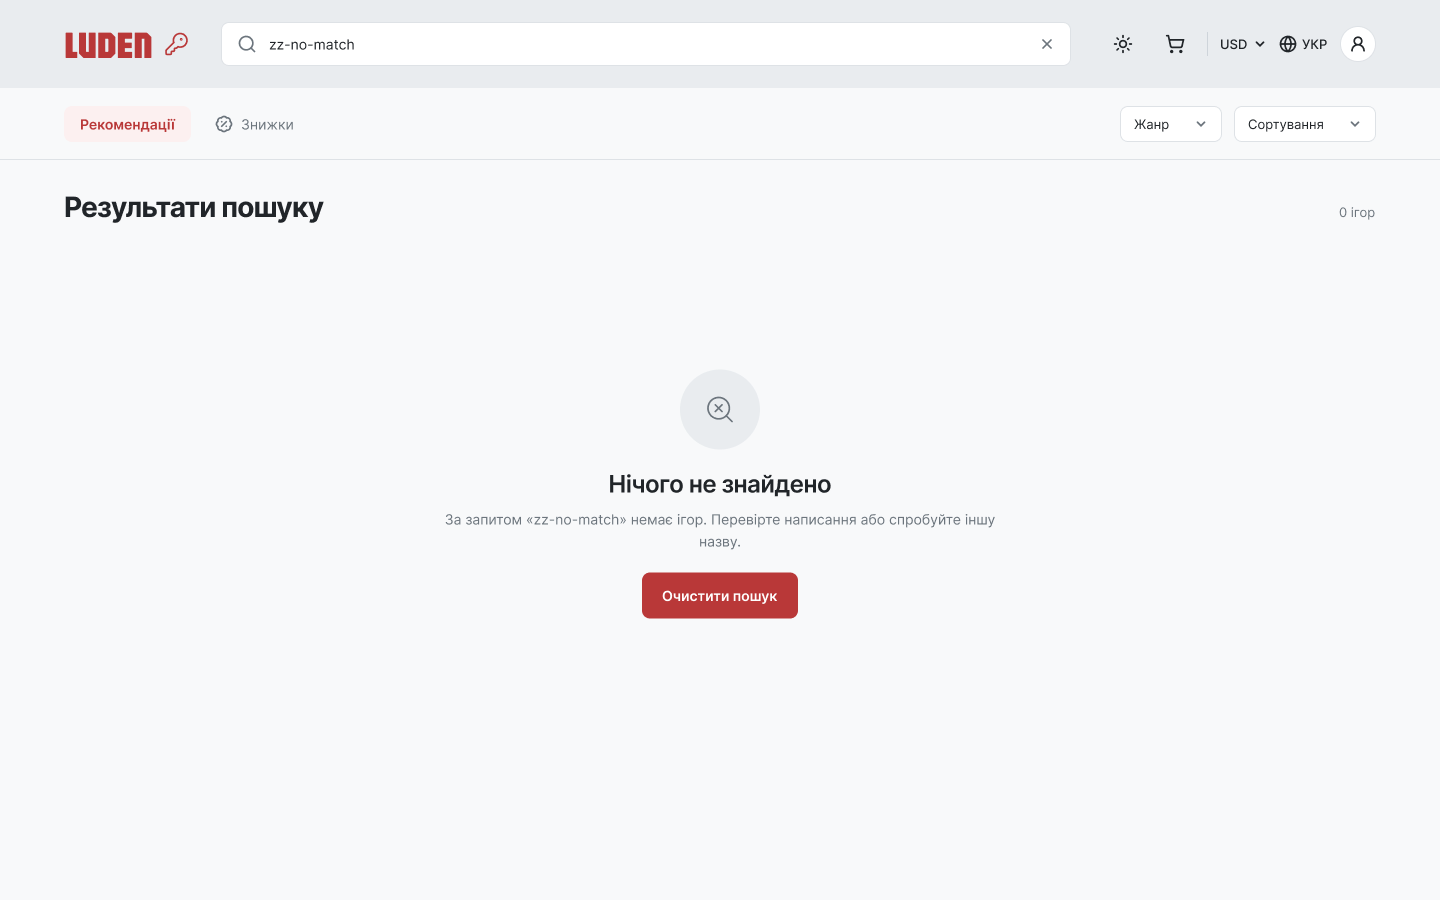 LUDEN
zz-no-match
USD
УКР
Рекомендації
Знижки
Жанр
Сортування
Результати пошуку
0 ігор
Нічого не знайдено
За запитом «zz-no-match» немає ігор. Перевірте написання або спробуйте іншу
назву.
Очистити пошук